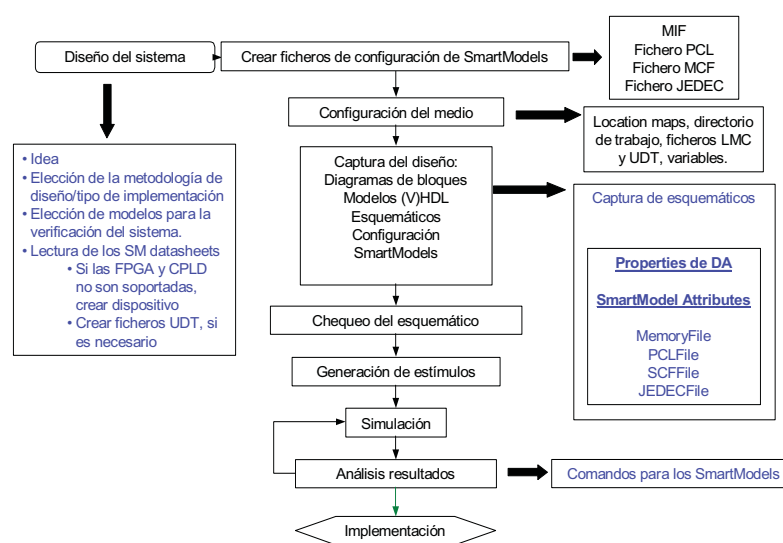 Diseño del sistema
Crear ficheros de configuración de SmartModels
MIF
Fichero PCL
Fichero MCF
Fichero JEDEC
Configuración del medio
Location maps, directorio
de trabajo, ficheros LMC
y UDT, variables.
• Idea
• Elección de la metodología de
diseño/tipo de implementación
• Elección de modelos para la
verificación del sistema.
• Lectura de los SM datasheets
• Si las FPGA y CPLD
no son soportadas,
crear dispositivo
• Crear ficheros UDT, si
es necesario
Captura del diseño:
Diagramas de bloques
Modelos (V)HDL
Esquemáticos
Configuración
SmartModels
Captura de esquemáticos
Properties de DA
SmartModel Attributes
MemoryFile
PCLFile
SCFFile
JEDECFile
Chequeo del esquemático
Generación de estímulos
Simulación
Análisis resultados
Comandos para los SmartModels
Implementación